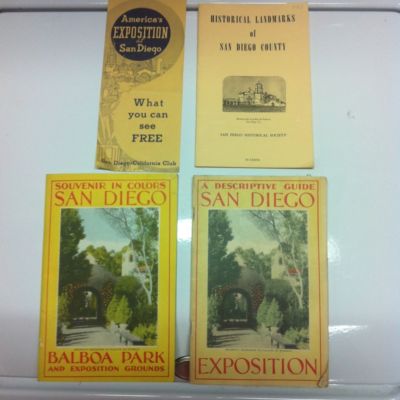 America's
EXPOSITION
San Diego
What
you can
see
FREE
San Diego-California Club
HISTORICAL LANDMARKS
of
SAN DIEGO COUNTY
SAN DIEGO HISTORICAL SOCIETY
SOUVENIR IN COLORS
SAN DIEGO
BALBOA PARK
AND EXPOSITION GROUNDS
A DESCRIPTIVE GUIDE
SAN DIEGO
EXPOSITION